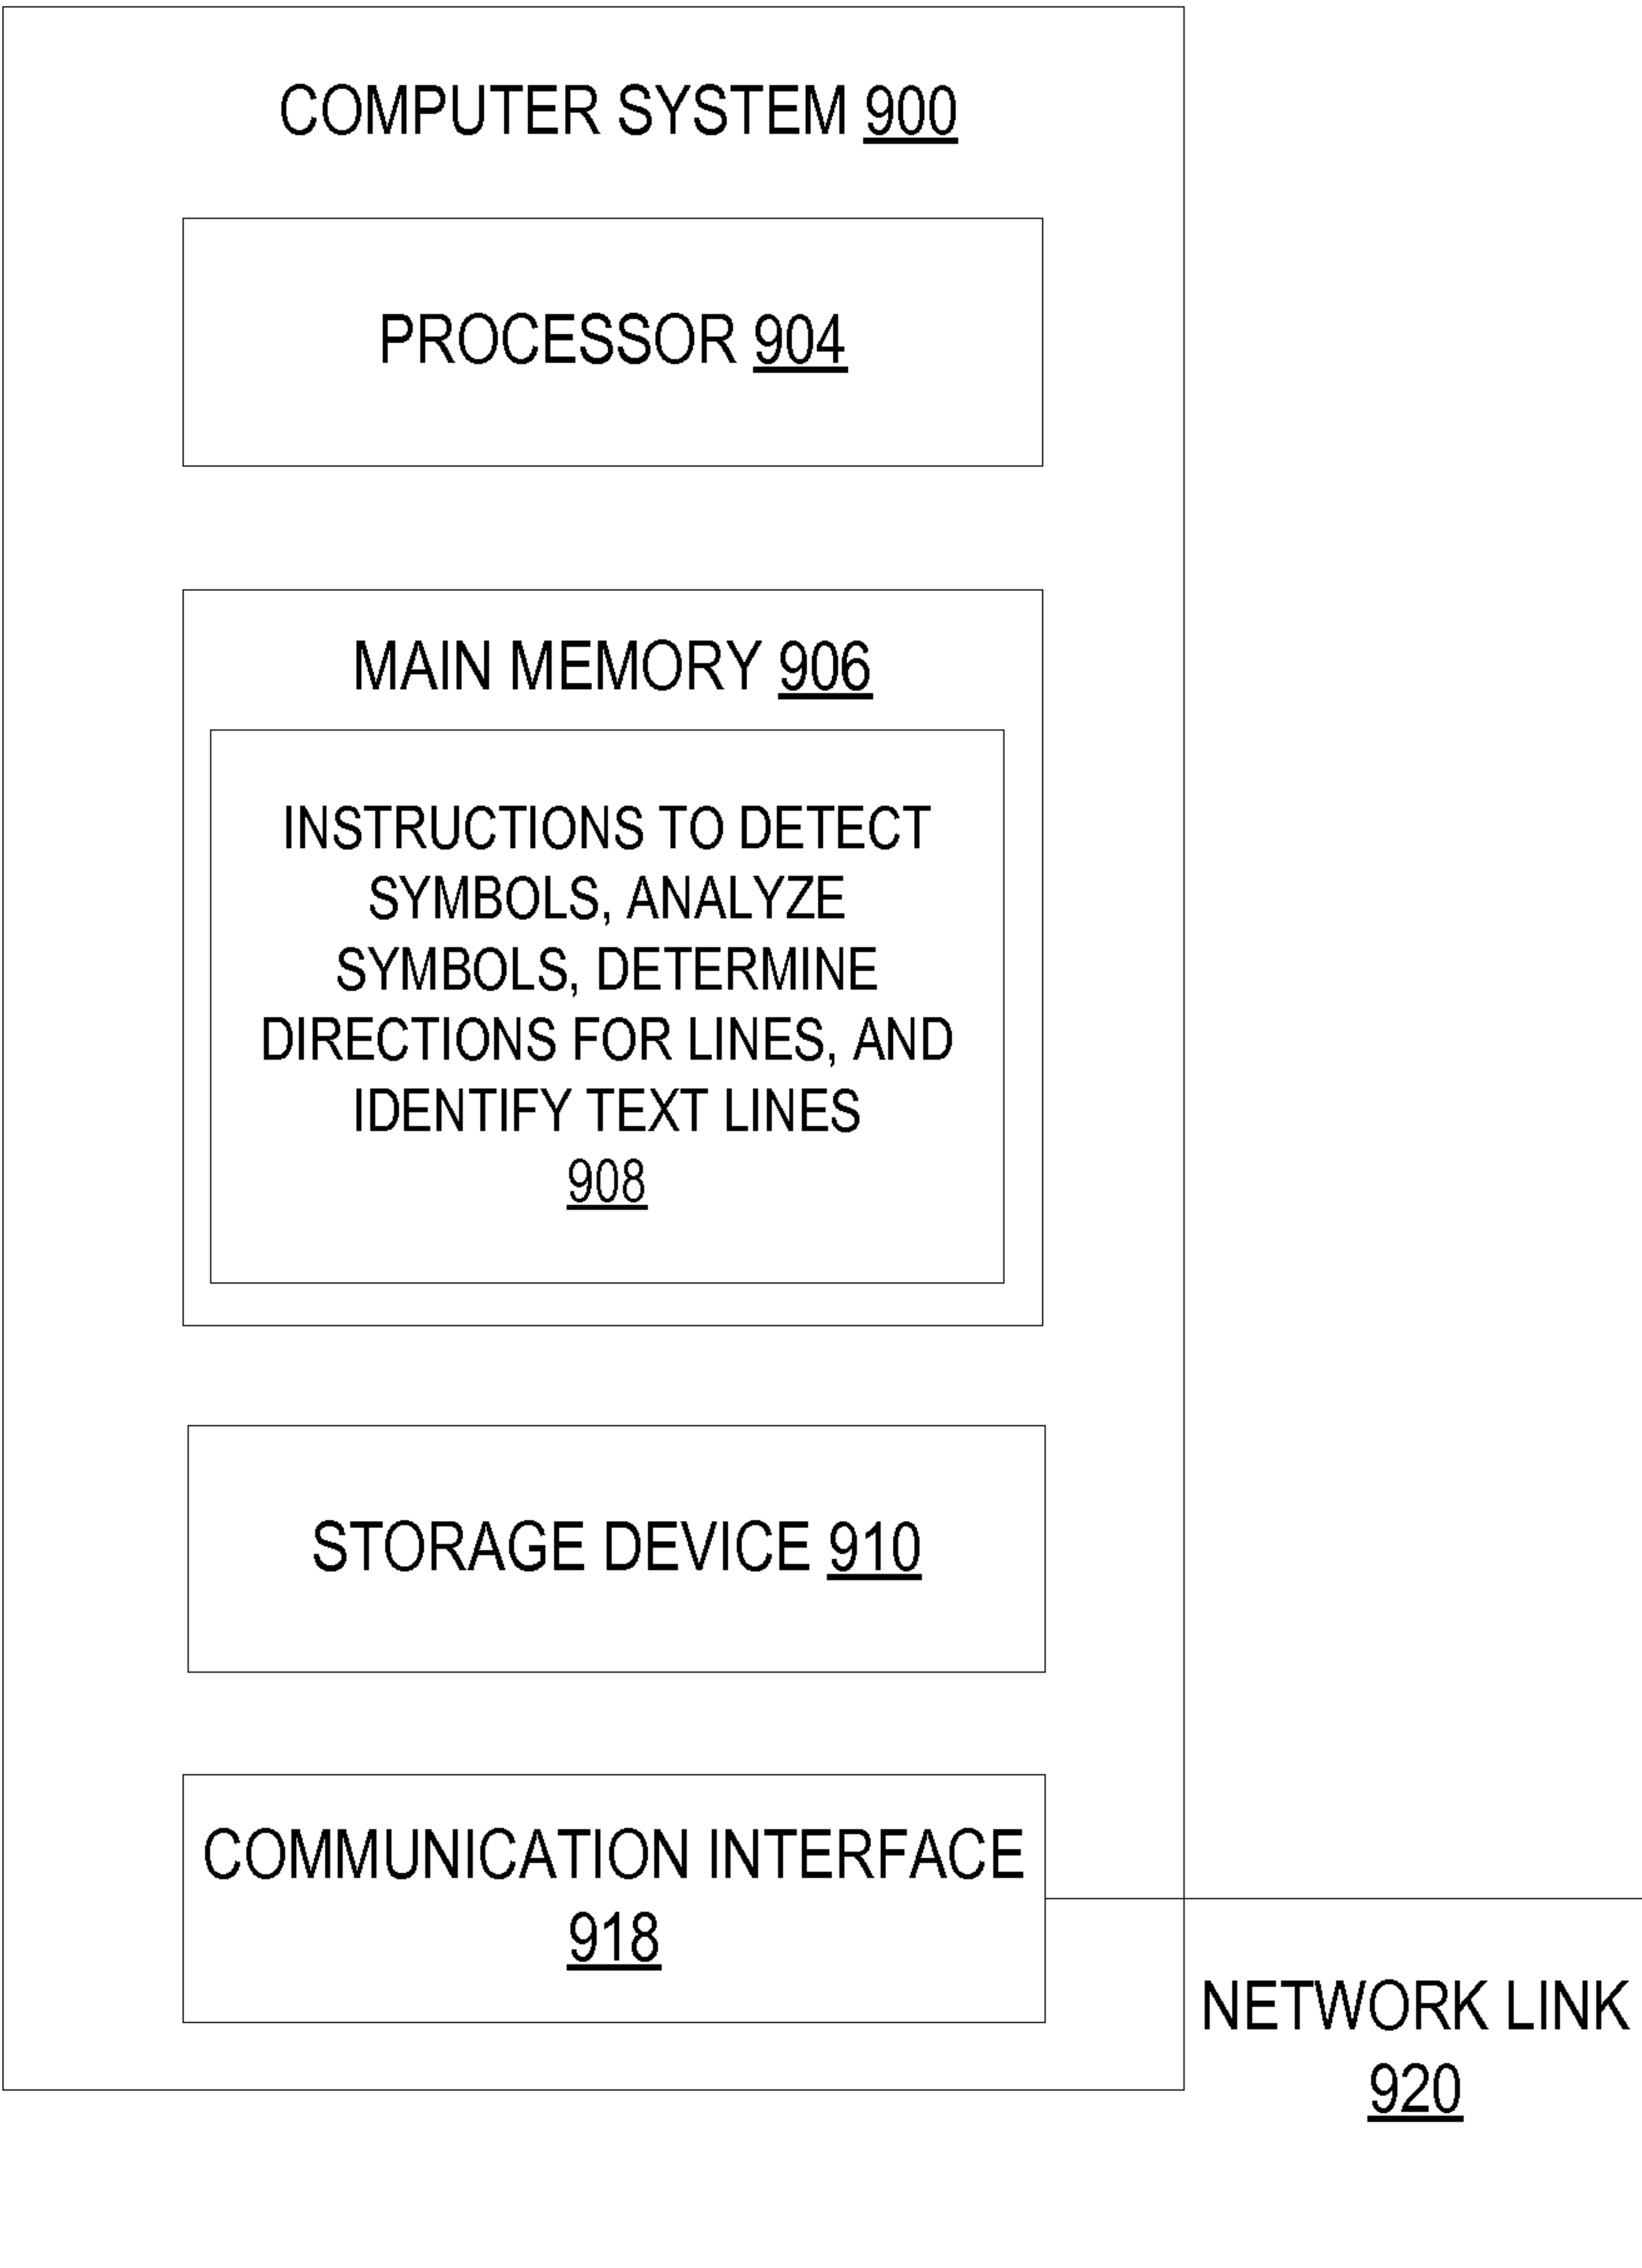 COMPUTER SYSTEM 900
PROCESSOR 904
MAIN MEMORY 906
INSTRUCTIONS TO DETECT
SYMBOLS, ANALYZE
SYMBOLS, DETERMINE
DIRECTIONS FOR LINES, AND
IDENTIFY TEXT LINES
908
STORAGE DEVICE 910
COMMUNICATION INTERFACE
918
NETWORK LINK
920